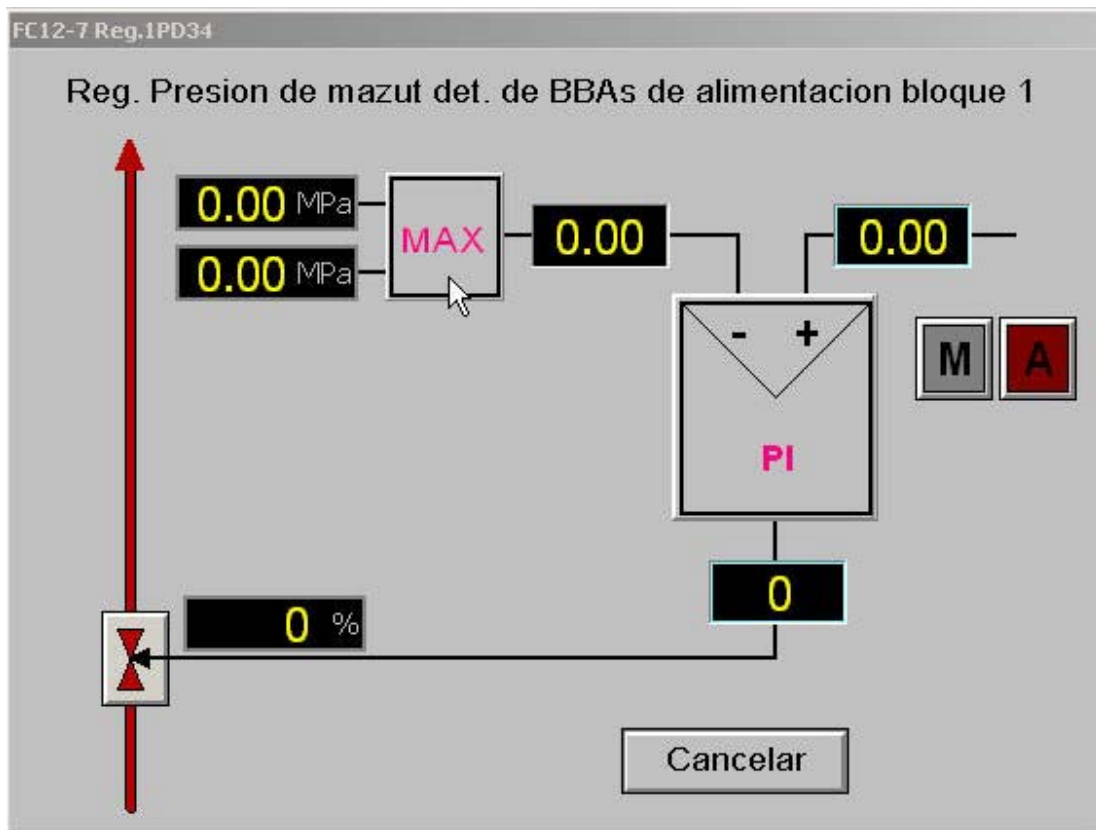 FC12-7 Reg.1PD34
Reg. Presion de mazut det. de BBAs de alimentacion bloque 1
0.00 MPa
0.00 MPa
MAX
0.00
0.00
- +
M A
PI
0
0 %
Cancelar